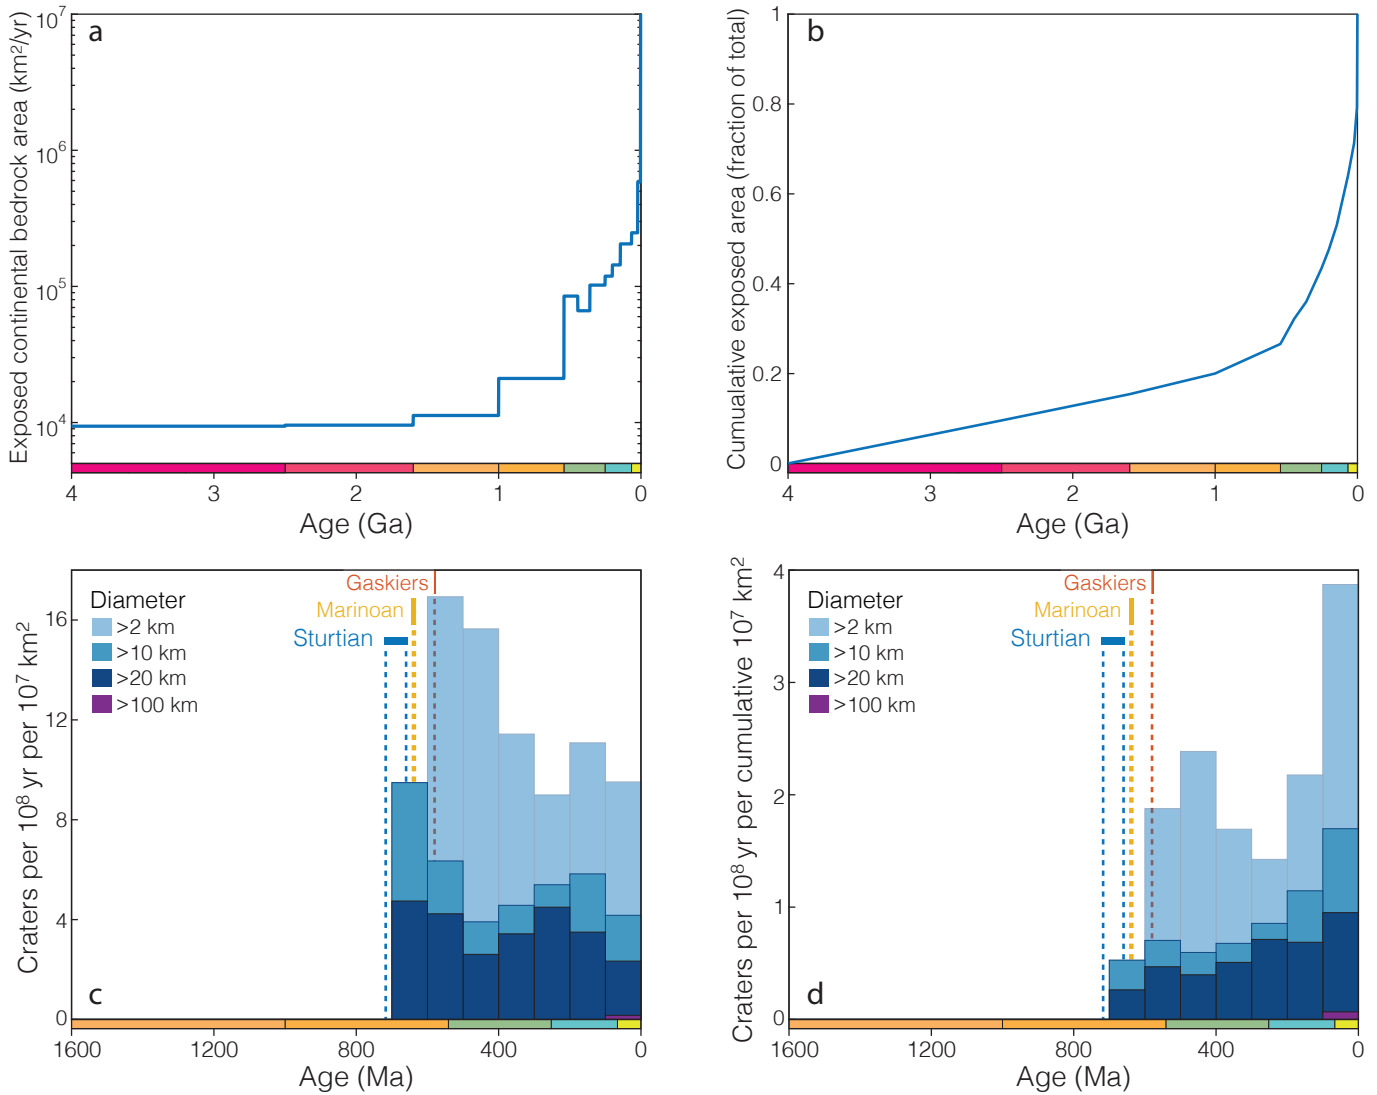 a
Exposed continental bedrock area (km²/yr)
10⁷
10⁶
10⁵
10⁴
4
3
2
1
0
Age (Ga)
b
Cumualative exposed area (fraction of total)
1
0.8
0.6
0.4
0.2
0
4
3
2
1
0
Age (Ga)
c
Craters per 10⁸ yr per 10⁷ km²
16
12
8
4
0
Diameter
>2 km
>10 km
>20 km
>100 km
Gaskiers
Marinoan
Sturtian
1600
1200
800
400
0
Age (Ma)
d
Craters per 10⁸ yr per cumulative 10⁷ km²
4
3
2
1
0
Diameter
>2 km
>10 km
>20 km
>100 km
Gaskiers
Marinoan
Sturtian
1600
1200
800
400
0
Age (Ma)